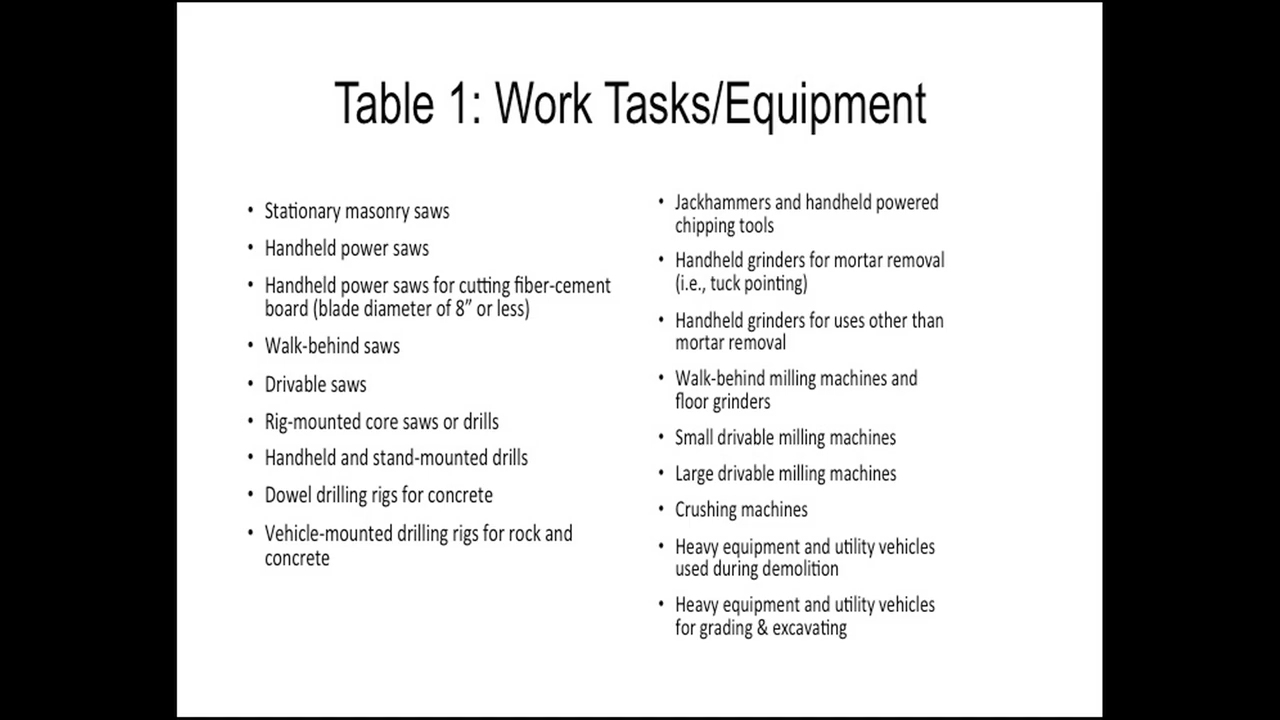 Table 1: Work Tasks/Equipment
• Stationary masonry saws
• Handheld power saws
• Handheld power saws for cutting fiber-cement
board (blade diameter of 8” or less)
• Walk-behind saws
• Drivable saws
• Rig-mounted core saws or drills
• Handheld and stand-mounted drills
• Dowel drilling rigs for concrete
• Vehicle-mounted drilling rigs for rock and
concrete
• Jackhammers and handheld powered
chipping tools
• Handheld grinders for mortar removal
(i.e., tuck pointing)
• Handheld grinders for uses other than
mortar removal
• Walk-behind milling machines and
floor grinders
• Small drivable milling machines
• Large drivable milling machines
• Crushing machines
• Heavy equipment and utility vehicles
used during demolition
• Heavy equipment and utility vehicles
for grading & excavating